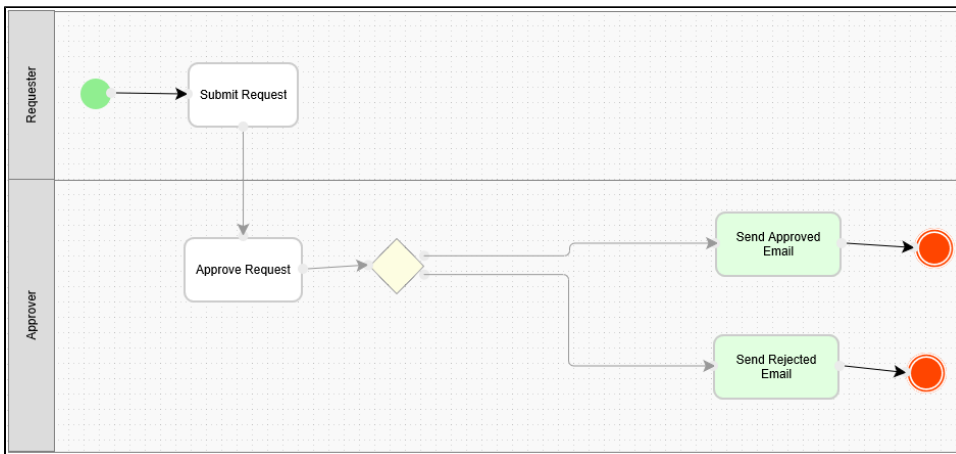 Requester
Submit Request
Approver
Approve Request
Send Approved
Email
Send Rejected
Email